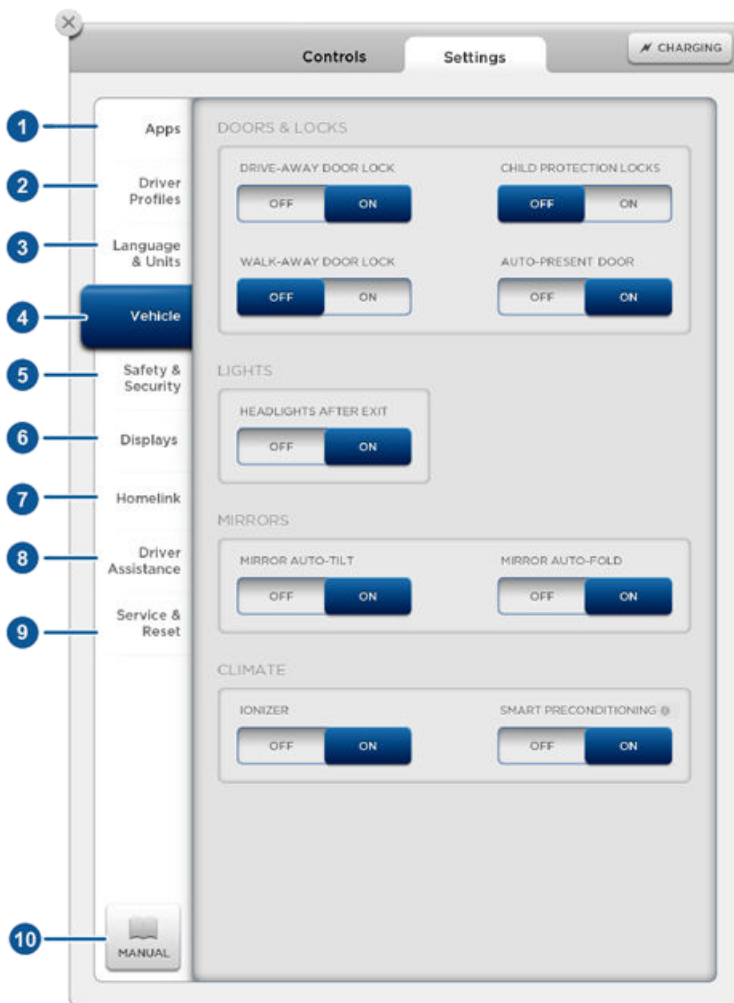 Controls
Settings
CHARGING
1
Apps
2
Driver
Profiles
3
Language
& Units
4
Vehicle
5
Safety &
Security
6
Displays
7
Homelink
8
Driver
Assistance
9
Service &
Reset
10
MANUAL
DOORS & LOCKS
DRIVE-AWAY DOOR LOCK
OFF ON
CHILD PROTECTION LOCKS
OFF ON
WALK-AWAY DOOR LOCK
OFF ON
AUTO-PRESENT DOOR
OFF ON
LIGHTS
HEADLIGHTS AFTER EXIT
OFF ON
MIRRORS
MIRROR AUTO-TILT
OFF ON
MIRROR AUTO-FOLD
OFF ON
CLIMATE
IONIZER
OFF ON
SMART PRECONDITIONING
OFF ON